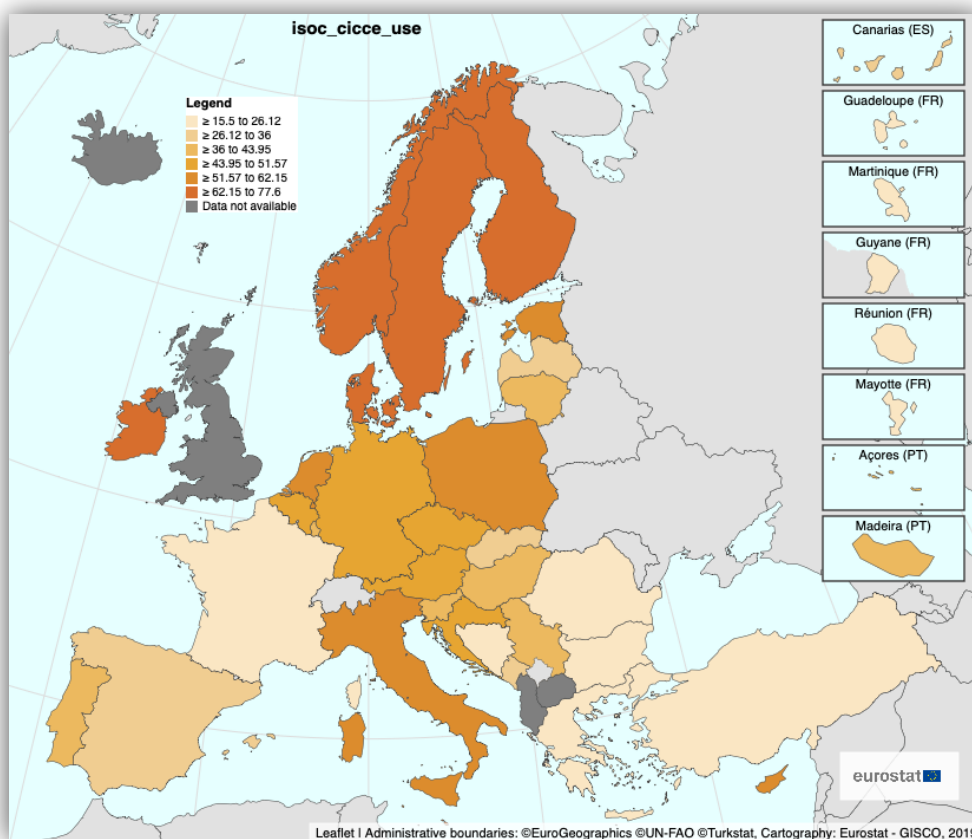 isoc_cicce_use
Legend
≥ 15.5 to 26.12
≥ 26.12 to 36
≥ 36 to 43.95
≥ 43.95 to 51.57
≥ 51.57 to 62.15
≥ 62.15 to 77.6
Data not available
Canarias (ES)
Guadeloupe (FR)
Martinique (FR)
Guyane (FR)
Réunion (FR)
Mayotte (FR)
Açores (PT)
Madeira (PT)
eurostat
Leaflet | Administrative boundaries: ©EuroGeographics ©UN-FAO ©Turkstat, Cartography: Eurostat - GISCO,